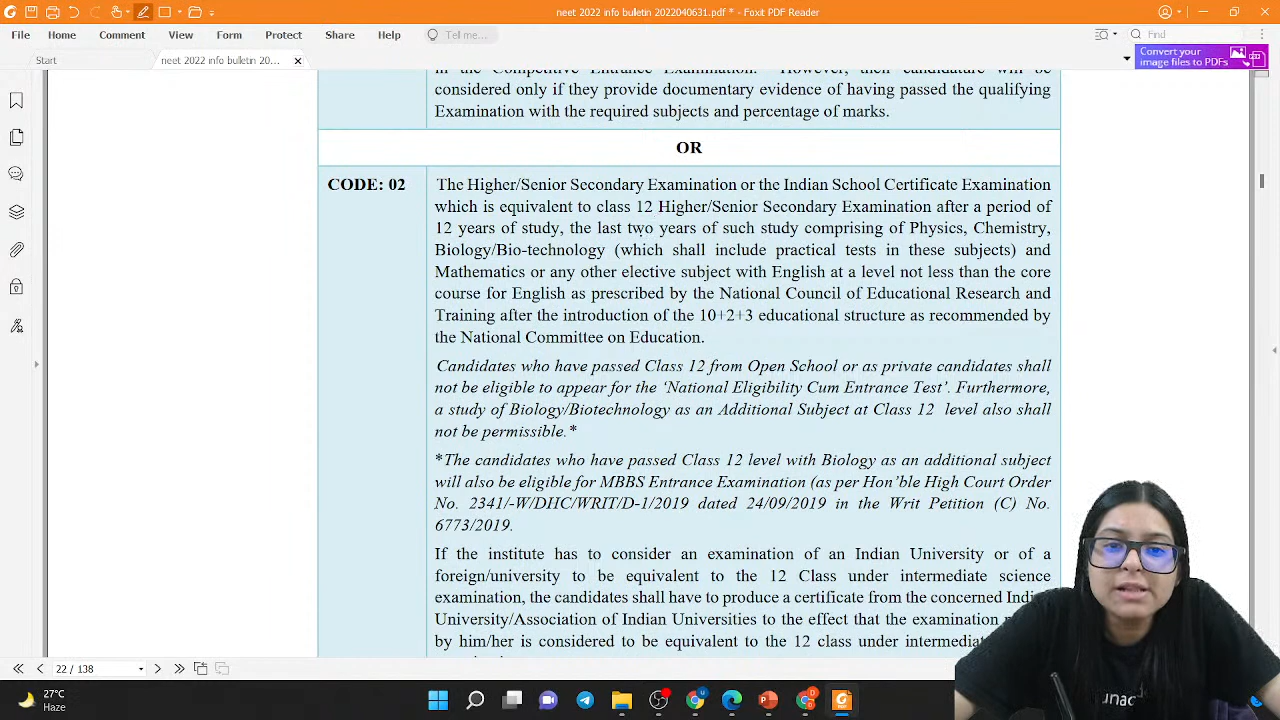 neet 2022 info buletin 2022040631.pdf * - Foxit PDF Reader
File Home Comment View Form Protect Share Help Tell me... Find
Start neet 2022 info buletin 20... Convert your
image files to PDFs
considered only if they provide documentary evidence of having passed the qualifying
Examination with the required subjects and percentage of marks.
OR
CODE: 02 The Higher/Senior Secondary Examination or the Indian School Certificate Examination
which is equivalent to class 12 Higher/Senior Secondary Examination after a period of
12 years of study, the last two years of such study comprising of Physics, Chemistry,
Biology/Bio-technology (which shall include practical tests in these subjects) and
Mathematics or any other elective subject with English at a level not less than the core
course for English as prescribed by the National Council of Educational Research and
Training after the introduction of the 10+2+3 educational structure as recommended by
the National Committee on Education.
Candidates who have passed Class 12 from Open School or as private candidates shall
not be eligible to appear for the ‘National Eligibility Cum Entrance Test’. Furthermore,
a study of Biology/Biotechnology as an Additional Subject at Class 12 level also shall
not be permissible.*
*The candidates who have passed Class 12 level with Biology as an additional subject
will also be eligible for MBBS Entrance Examination (as per Hon’ble High Court Order
No. 2341/-W/DHC/WRIT/D-1/2019 dated 24/09/2019 in the Writ Petition (C) No.
6773/2019.
If the institute has to consider an examination of an Indian University or of a
foreign/university to be equivalent to the 12 Class under intermediate science
examination, the candidates shall have to produce a certificate from the concerned
University/Association of Indian Universities to the effect that the examination
by him/her is considered to be equivalent to the 12 class under
22 / 138
27°C
Haze